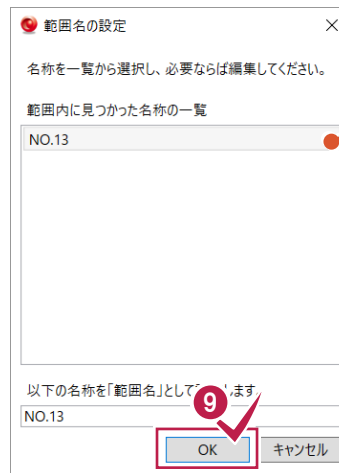 範囲名の設定
名称を一覧から選択し、必要ならば編集してください。
範囲内に見つかった名称の一覧
NO.13
以下の名称を「範囲名」として します。
9
NO.13
OK キャンセル